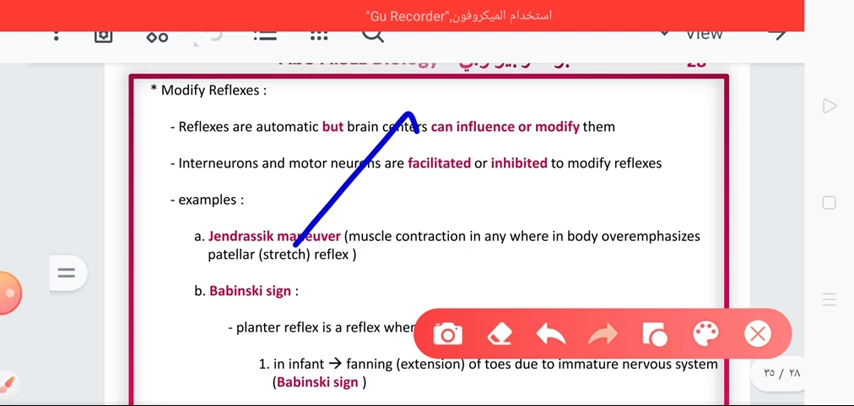 استخدام الميكروفون,"Gu Recorder"
View
28
* Modify Reflexes :
- Reflexes are automatic but brain centers can influence or modify them
- Interneurons and motor neurons are facilitated or inhibited to modify reflexes
- examples :
a. Jendrassik maneuver (muscle contraction in any where in body overemphasizes
patellar (stretch) reflex )
b. Babinski sign :
- planter reflex is a reflex when
1. in infant → fanning (extension) of toes due to immature nervous system
(Babinski sign )
٣٥ / ٢٨